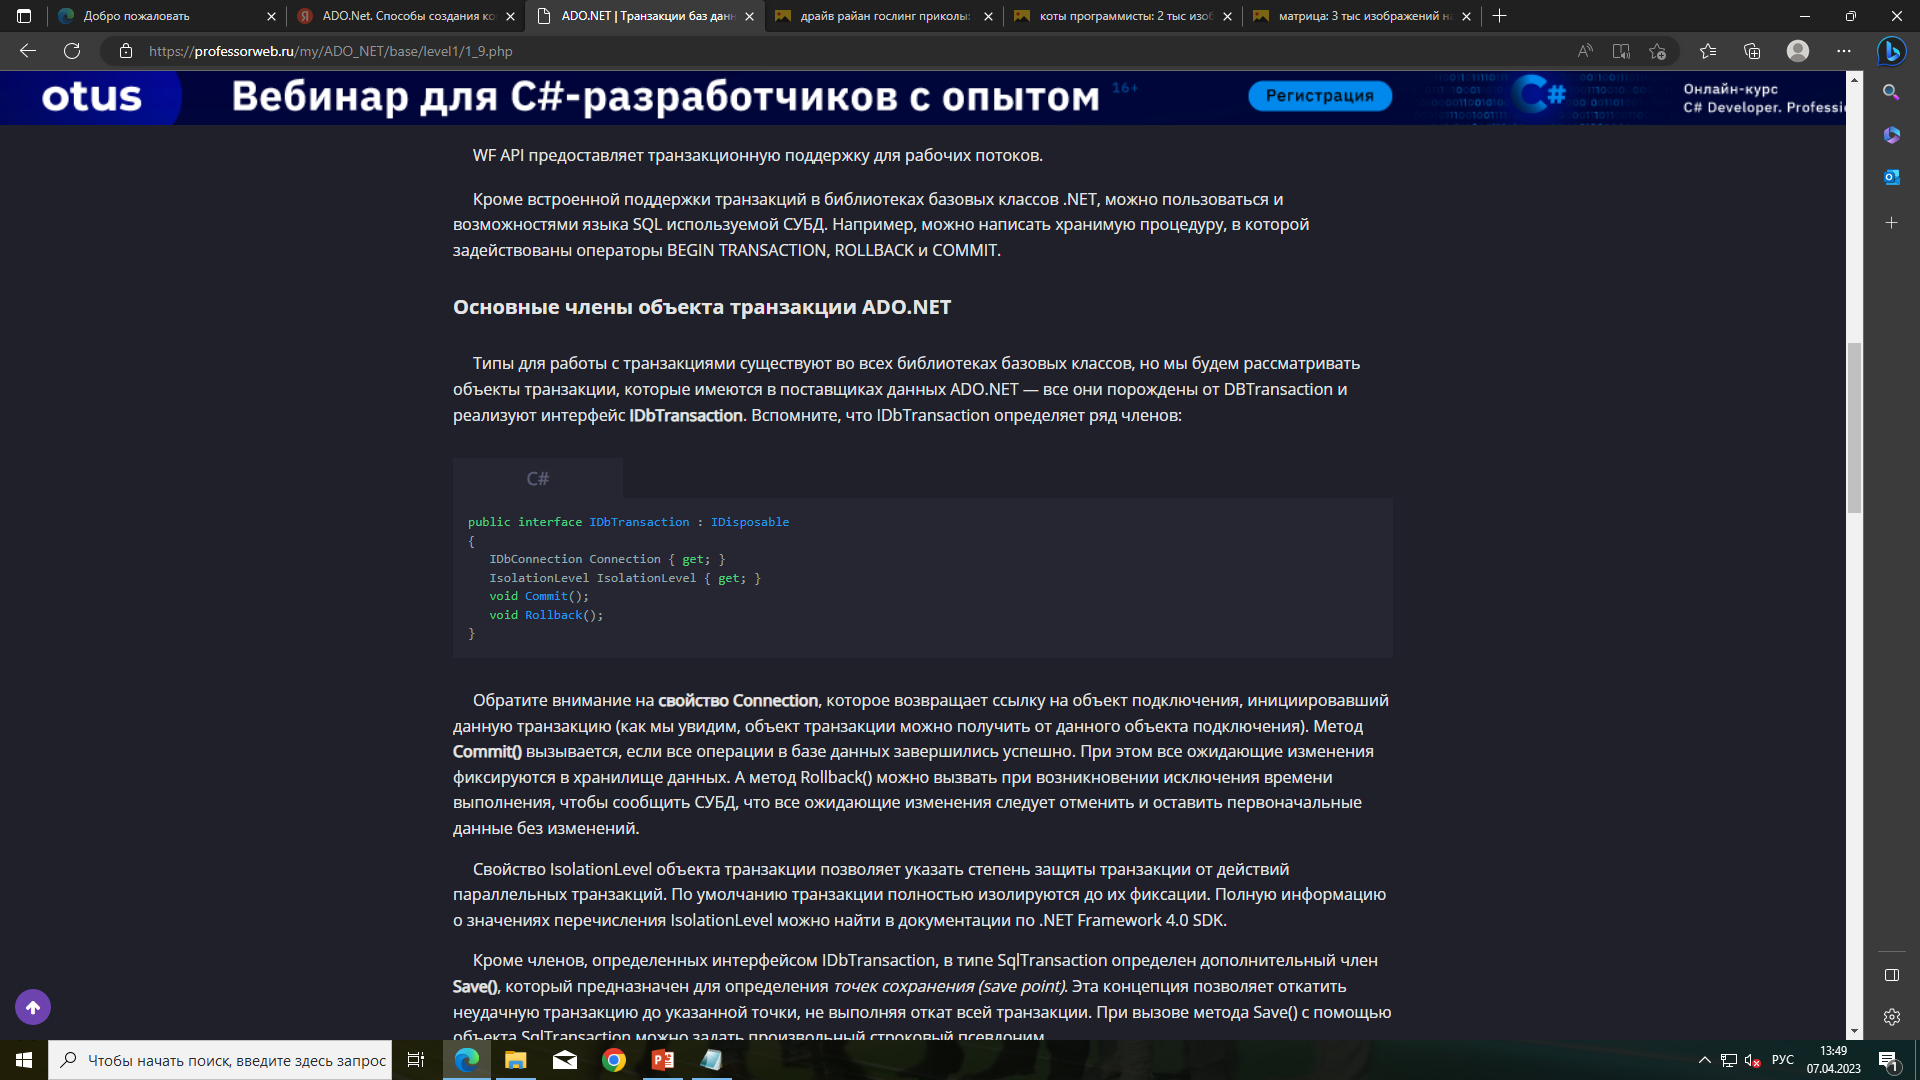 Добро пожаловать
ADO.Net. Способы создания ко
ADO.NET | Транзакции баз дан
драйв райан гослинг приколы:
коты программисты: 2 тыс изоб
матрица: 3 тыс изображений н
https://professorweb.ru/my/ADO_NET/base/level1/1_9.php
otus
Вебинар для C#-разработчиков с опытом
16+
Регистрация
C#
Онлайн-курс
C# Developer. Professi
WF API предоставляет транзакционную поддержку для рабочих потоков.
Кроме встроенной поддержки транзакций в библиотеках базовых классов .NET, можно пользоваться и
возможностями языка SQL используемой СУБД. Например, можно написать хранимую процедуру, в которой
задействованы операторы BEGIN TRANSACTION, ROLLBACK и COMMIT.
Основные члены объекта транзакции ADO.NET
Типы для работы с транзакциями существуют во всех библиотеках базовых классов, но мы будем рассматривать
объекты транзакции, которые имеются в поставщиках данных ADO.NET — все они порождены от DBTransaction и
реализуют интерфейс IDbTransaction. Вспомните, что IDbTransaction определяет ряд членов:
C#
public interface IDbTransaction : IDisposable
{
IDbConnection Connection { get; }
IsolationLevel IsolationLevel { get; }
void Commit();
void Rollback();
}
Обратите внимание на свойство Connection, которое возвращает ссылку на объект подключения, инициировавший
данную транзакцию (как мы увидим, объект транзакции можно получить от данного объекта подключения). Метод
Commit() вызывается, если все операции в базе данных завершились успешно. При этом все ожидающие изменения
фиксируются в хранилище данных. А метод Rollback() можно вызвать при возникновении исключения времени
выполнения, чтобы сообщить СУБД, что все ожидающие изменения следует отменить и оставить первоначальные
данные без изменений.
Свойство IsolationLevel объекта транзакции позволяет указать степень защиты транзакции от действий
параллельных транзакций. По умолчанию транзакции полностью изолируются до их фиксации. Полную информацию
о значениях перечисления IsolationLevel можно найти в документации по .NET Framework 4.0 SDK.
Кроме членов, определенных интерфейсом IDbTransaction, в типе SqlTransaction определен дополнительный член
Save(), который предназначен для определения точек сохранения (save point). Эта концепция позволяет откатить
неудачную транзакцию до указанной точки, не выполняя откат всей транзакции. При вызове метода Save() с помощью
объекта SqlTransaction можно задать произвольный строковый псевдоним
Чтобы начать поиск, введите здесь запрос
РУС
13:49
07.04.2023
1